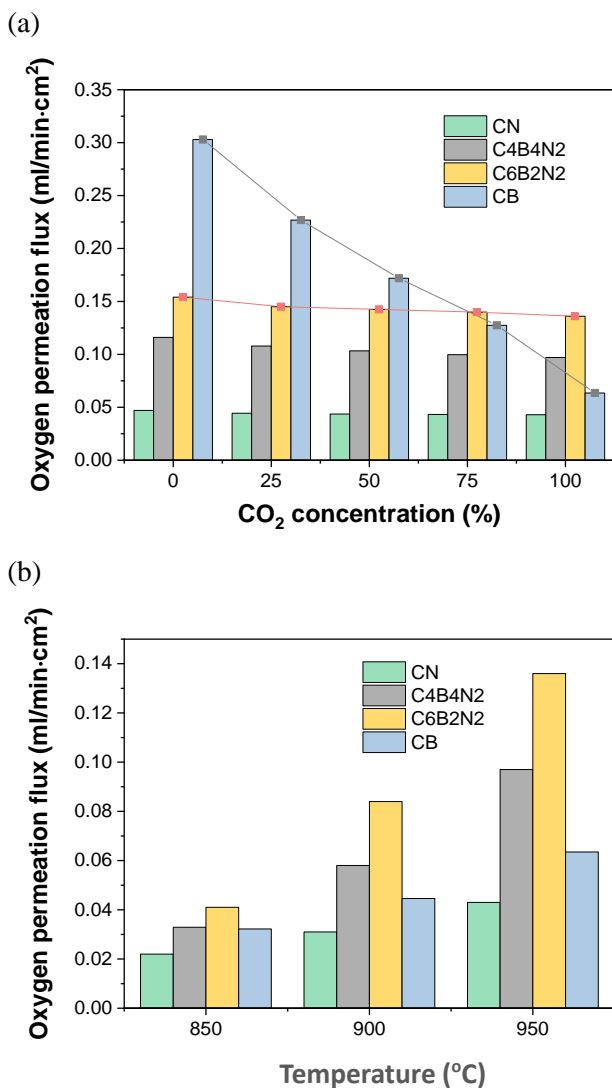 (a)
Oxygen permeation flux (ml/min·cm²)
0.35
0.30
0.25
0.20
0.15
0.10
0.05
0.00
CN
C4B4N2
C6B2N2
CB
0 25 50 75 100
CO₂ concentration (%)
(b)
Oxygen permeation flux (ml/min·cm²)
0.14
0.12
0.10
0.08
0.06
0.04
0.02
0.00
CN
C4B4N2
C6B2N2
CB
850 900 950
Temperature (°C)